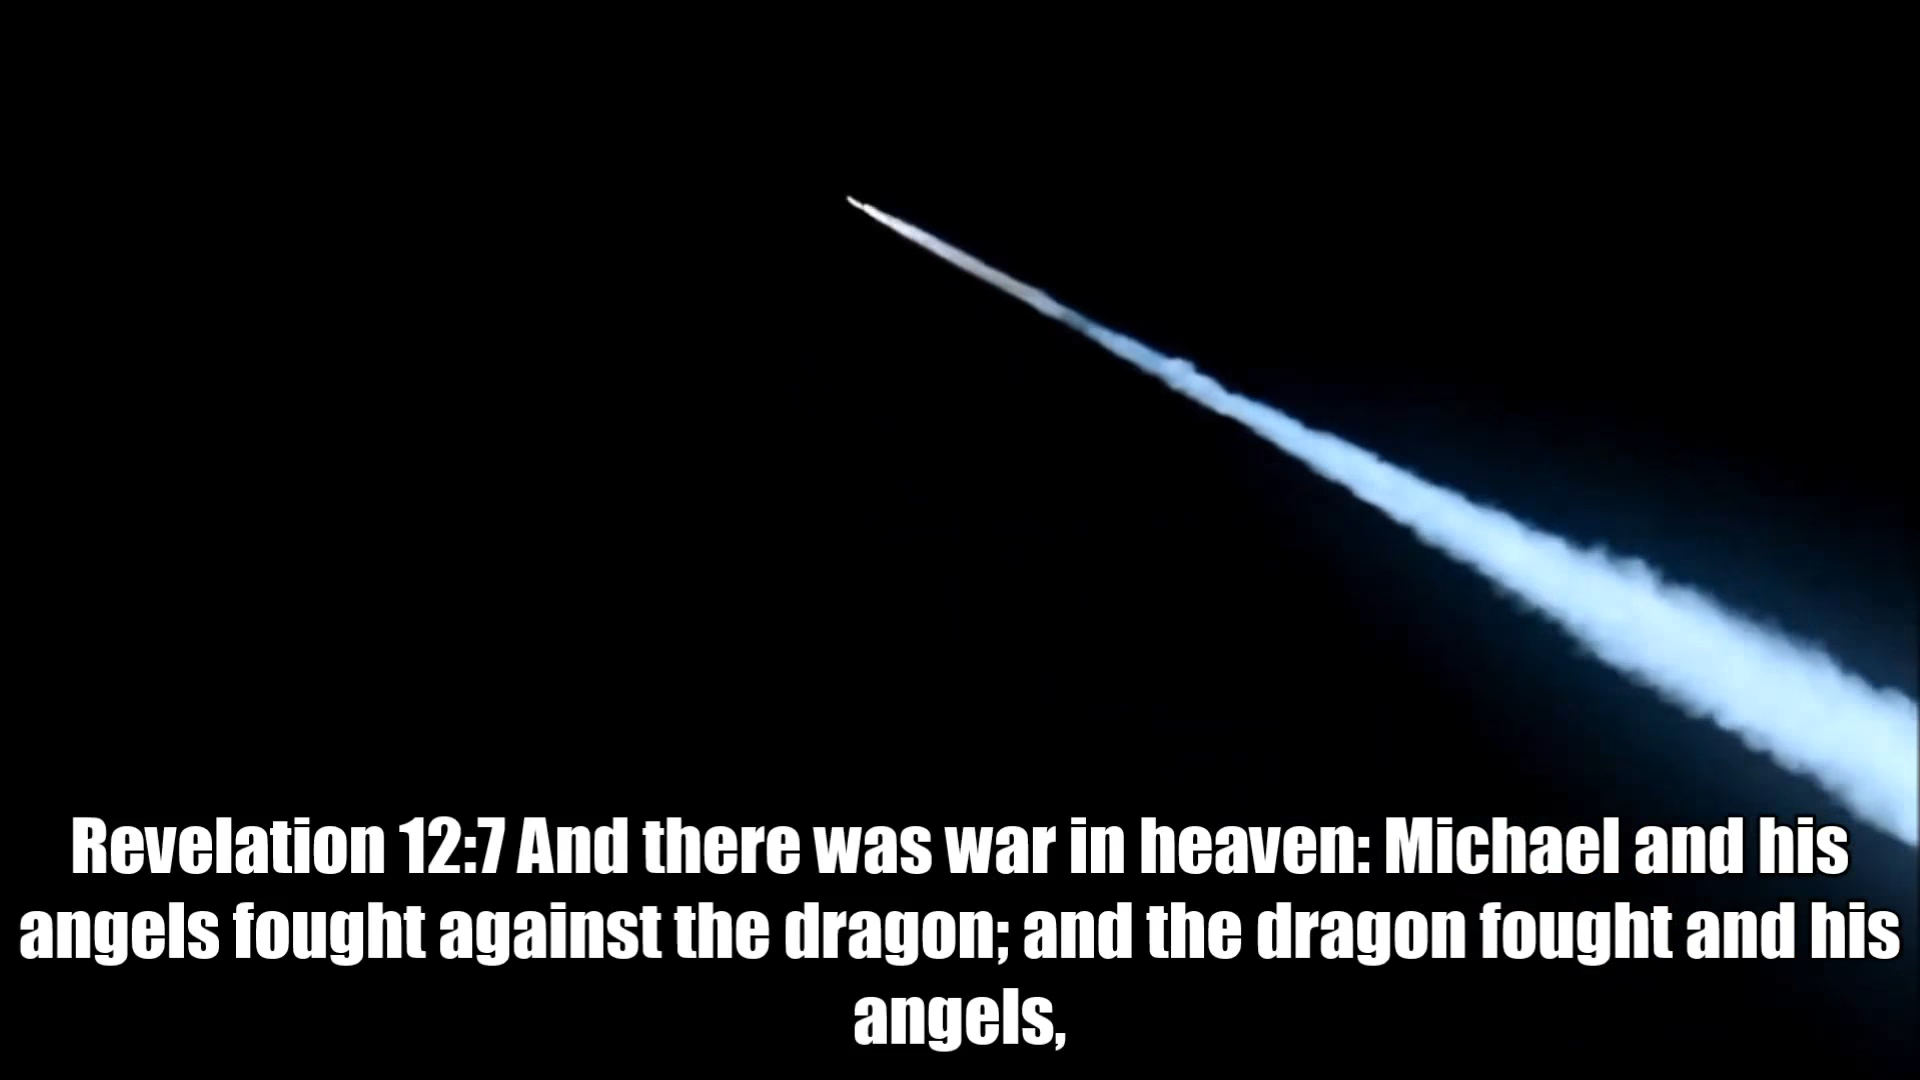 Revelation 12:7 And there was war in heaven: Michael and his
angels fought against the dragon; and the dragon fought and his
angels,